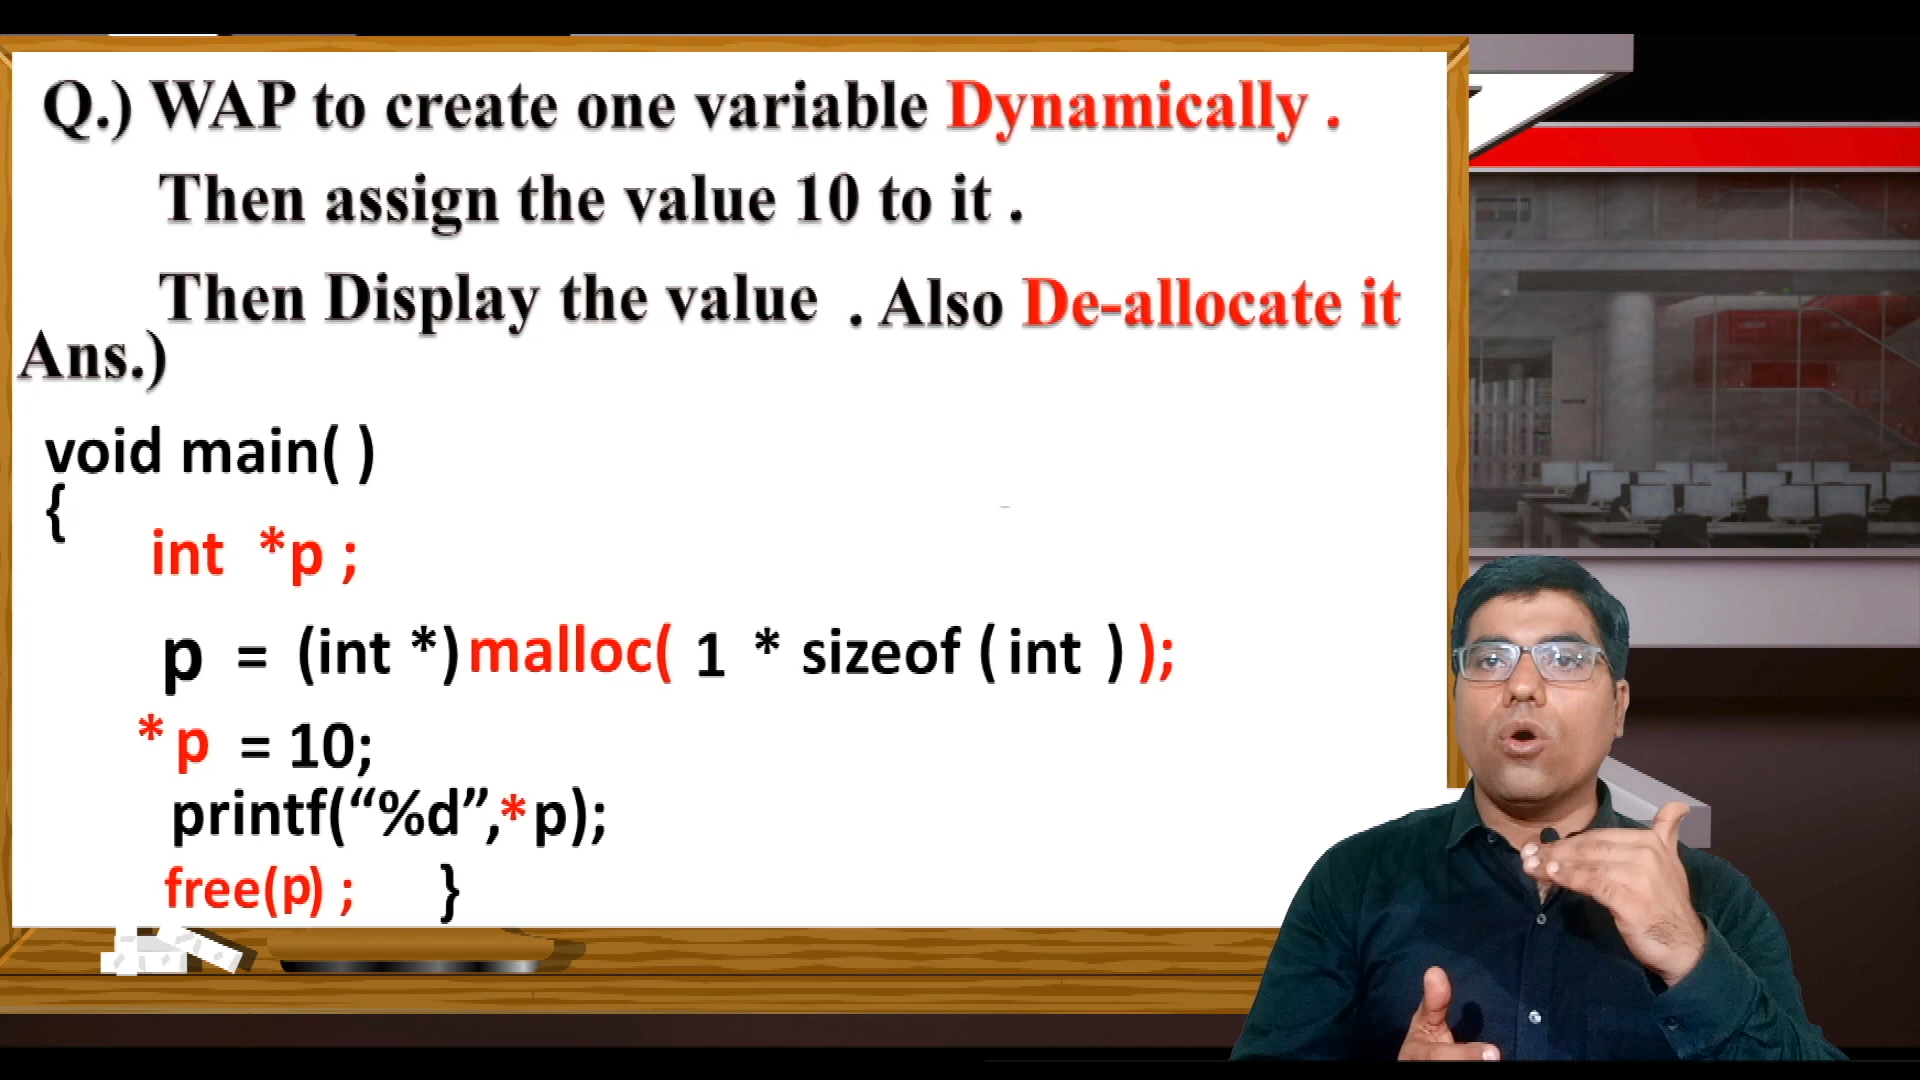 Q.) WAP to create one variable Dynamically .
Then assign the value 10 to it .
Then Display the value . Also De-allocate it
Ans.)
void main( )
{
int *p ;
p = (int *) malloc( 1 * sizeof ( int ) );
* p = 10;
printf(“%d”,*p);
free(p) ; }